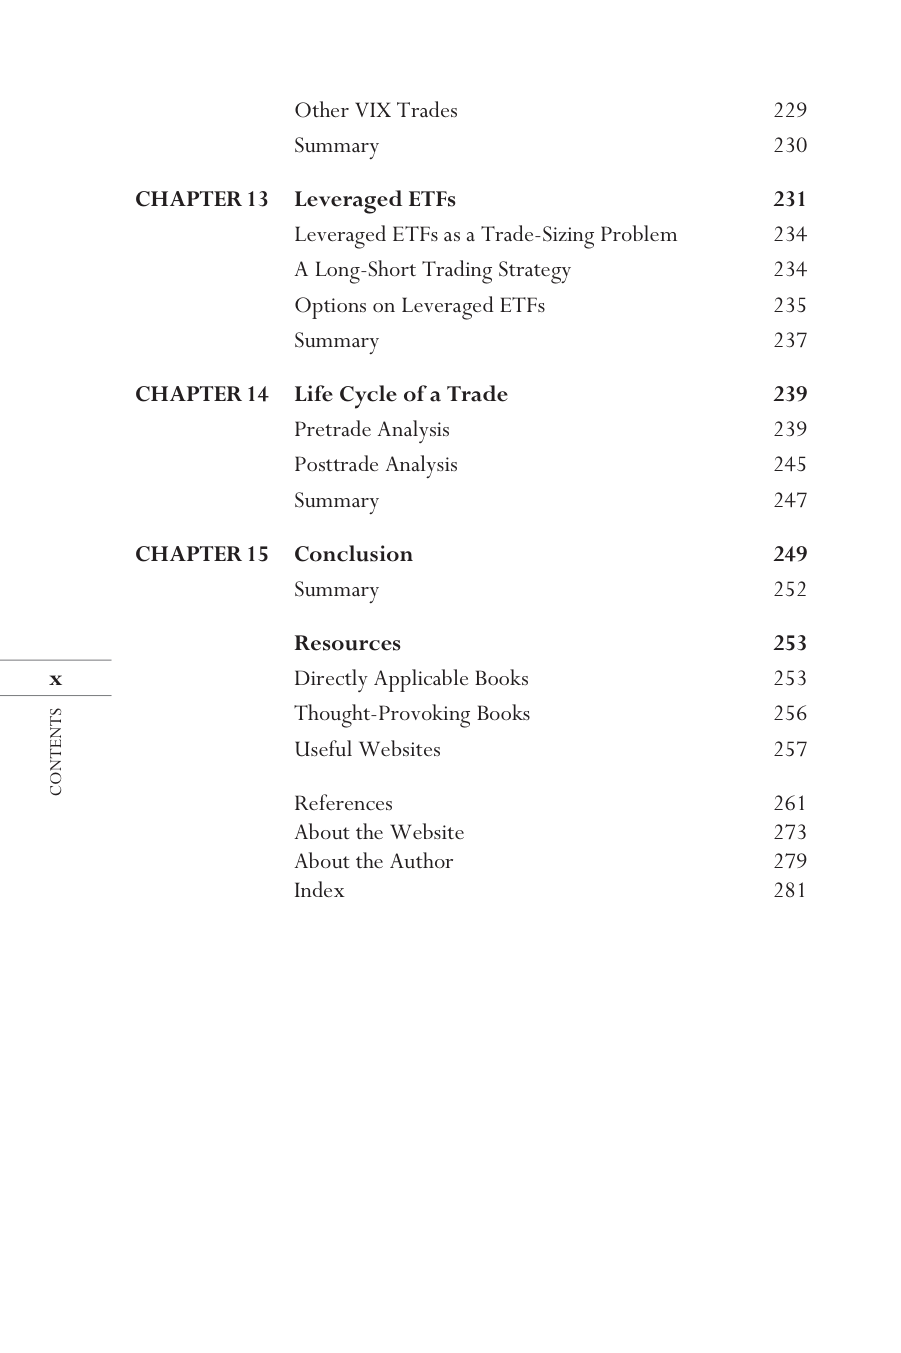 Other VIX Trades 229
Summary 230
CHAPTER 13 Leveraged ETFs 231
Leveraged ETFs as a Trade-Sizing Problem 234
A Long-Short Trading Strategy 234
Options on Leveraged ETFs 235
Summary 237
CHAPTER 14 Life Cycle of a Trade 239
Pretrade Analysis 239
Posttrade Analysis 245
Summary 247
CHAPTER 15 Conclusion 249
Summary 252
Resources 253
Directly Applicable Books 253
Thought-Provoking Books 256
Useful Websites 257
References 261
About the Website 273
About the Author 279
Index 281
x
CONTENTS